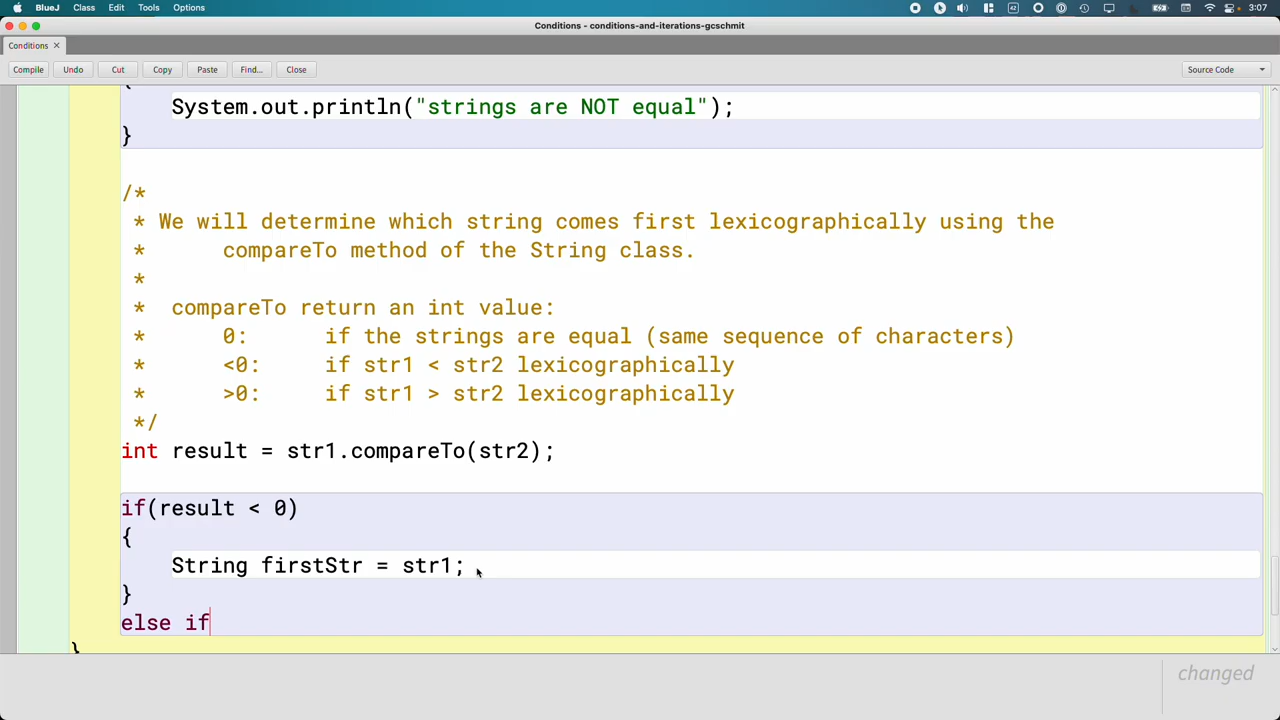 BlueJ Class Edit Tools Options 3:07
Conditions - conditions-and-iterations-gcschmit
Conditions ×
Compile Undo Cut Copy Paste Find... Close Source Code
{
System.out.println("strings are NOT equal");
}
/*
* We will determine which string comes first lexicographically using the
* compareTo method of the String class.
*
* compareTo return an int value:
* 0: if the strings are equal (same sequence of characters)
* <0: if str1 < str2 lexicographically
* >0: if str1 > str2 lexicographically
*/
int result = str1.compareTo(str2);
if(result < 0)
{
String firstStr = str1;
}
else if
}
changed